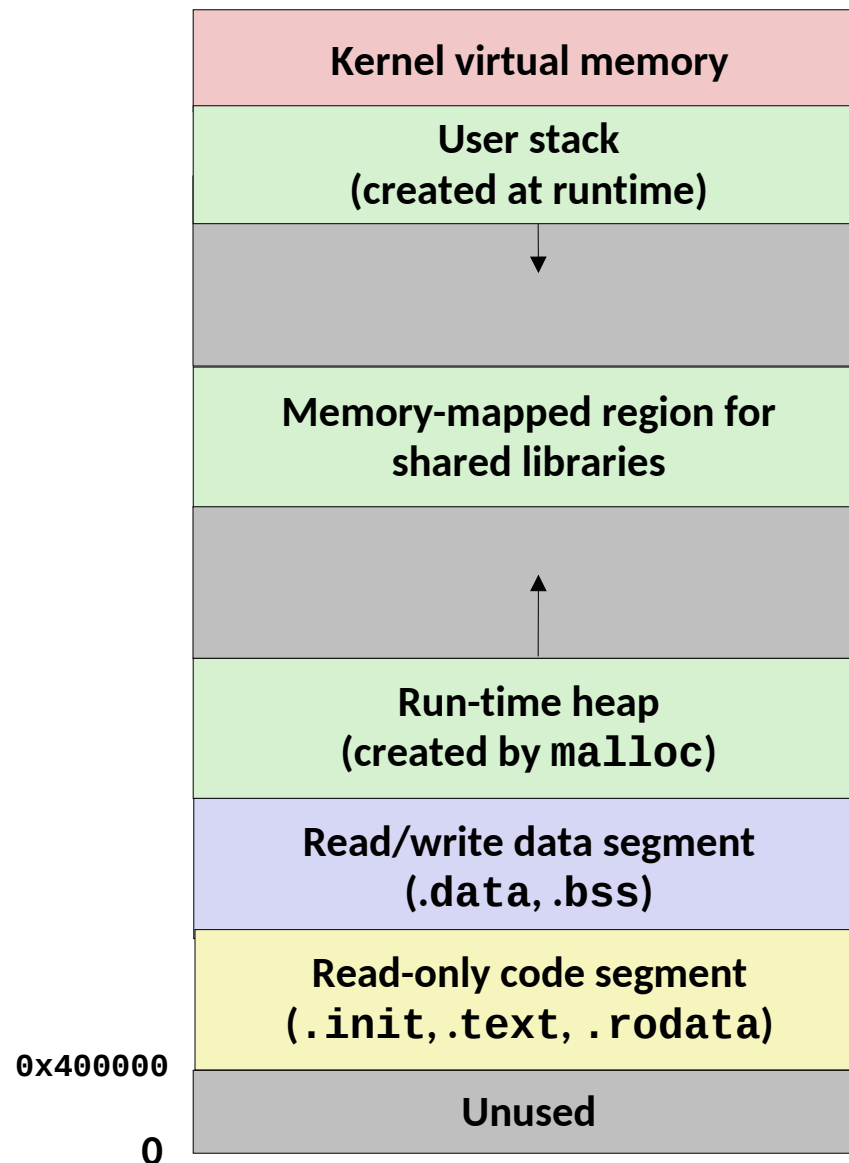 Kernel virtual memory
User stack
(created at runtime)
Memory-mapped region for
shared libraries
Run-time heap
(created by malloc)
Read/write data segment
(.data, .bss)
Read-only code segment
(.init, .text, .rodata)
0x400000
Unused
0